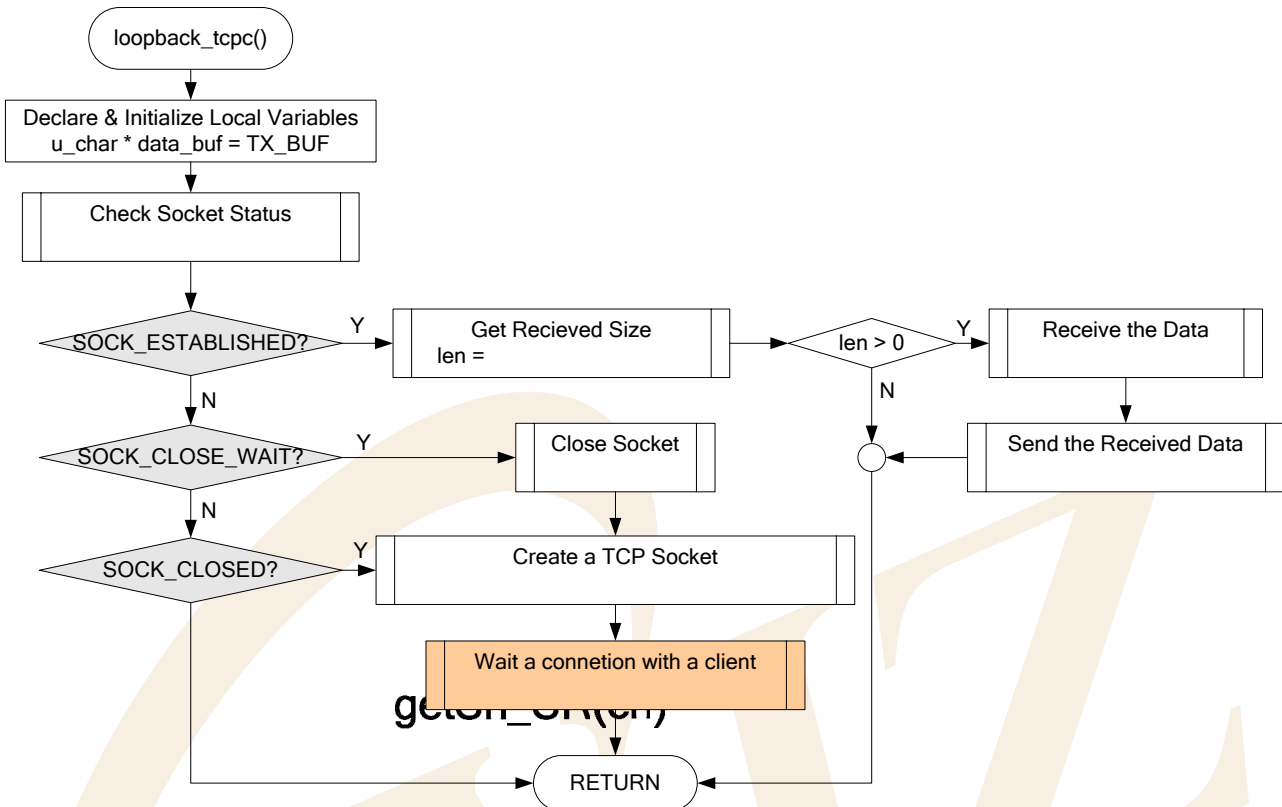 loopback_tcpc()
Declare & Initialize Local Variables
u_char * data_buf = TX_BUF
Check Socket Status
SOCK_ESTABLISHED?
Y
Get Recieved Size
len =
len > 0
Y
Receive the Data
N
N
SOCK_CLOSE_WAIT?
Y
Close Socket
Send the Received Data
N
SOCK_CLOSED?
Y
Create a TCP Socket
Wait a connetion with a client
RETURN